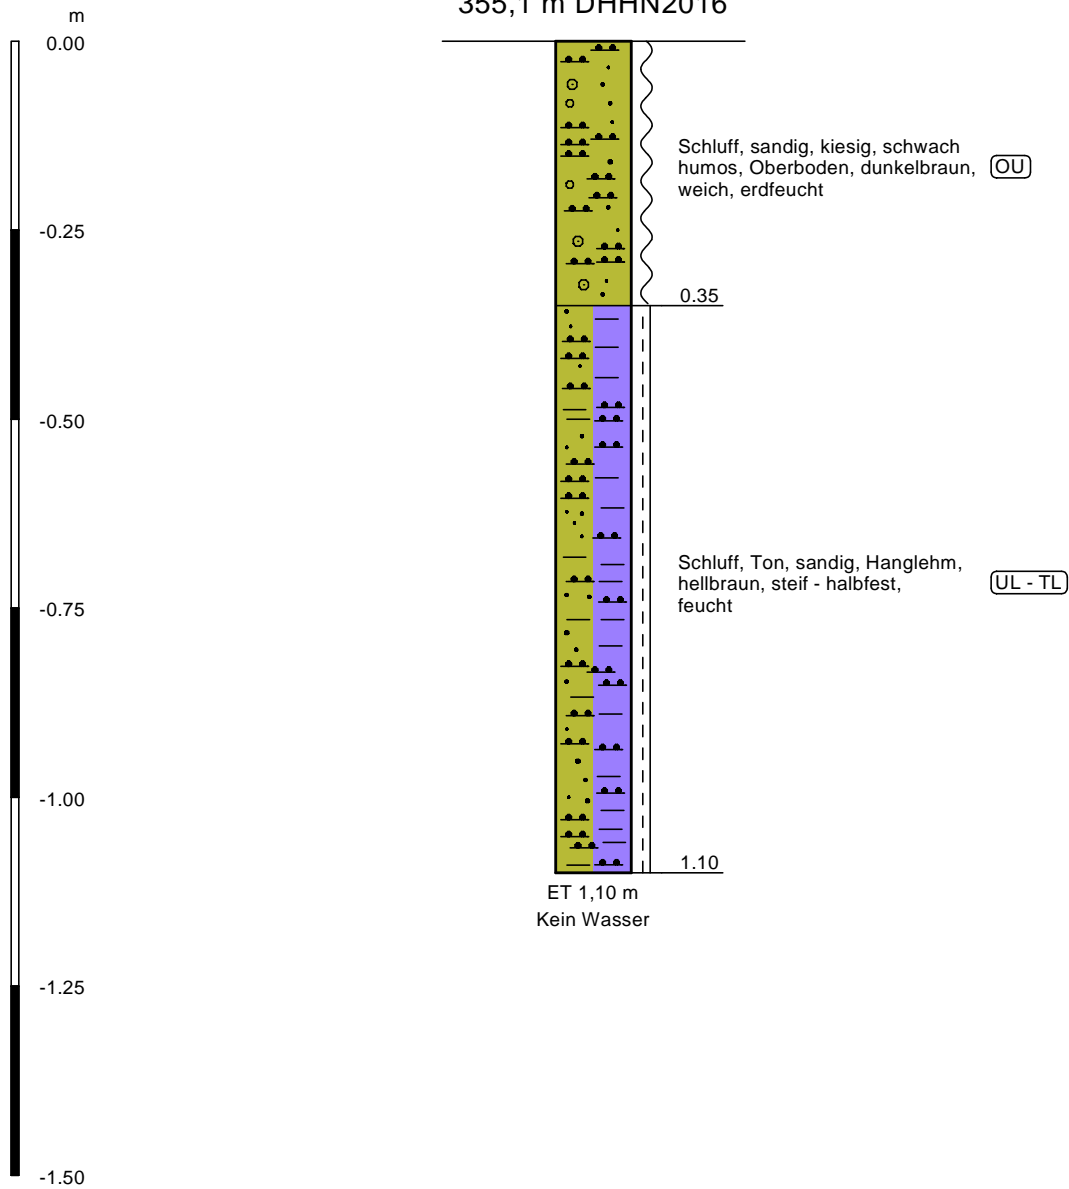 355,1 m DHHN2016
m
0.00
Schluff, sandig, kiesig, schwach
humos, Oberboden, dunkelbraun,
weich, erdfeucht
OU
-0.25
0.35
-0.50
Schluff, Ton, sandig, Hanglehm,
hellbraun, steif - halbfest,
feucht
UL - TL
-0.75
-1.00
1.10
ET 1,10 m
Kein Wasser
-1.25
-1.50